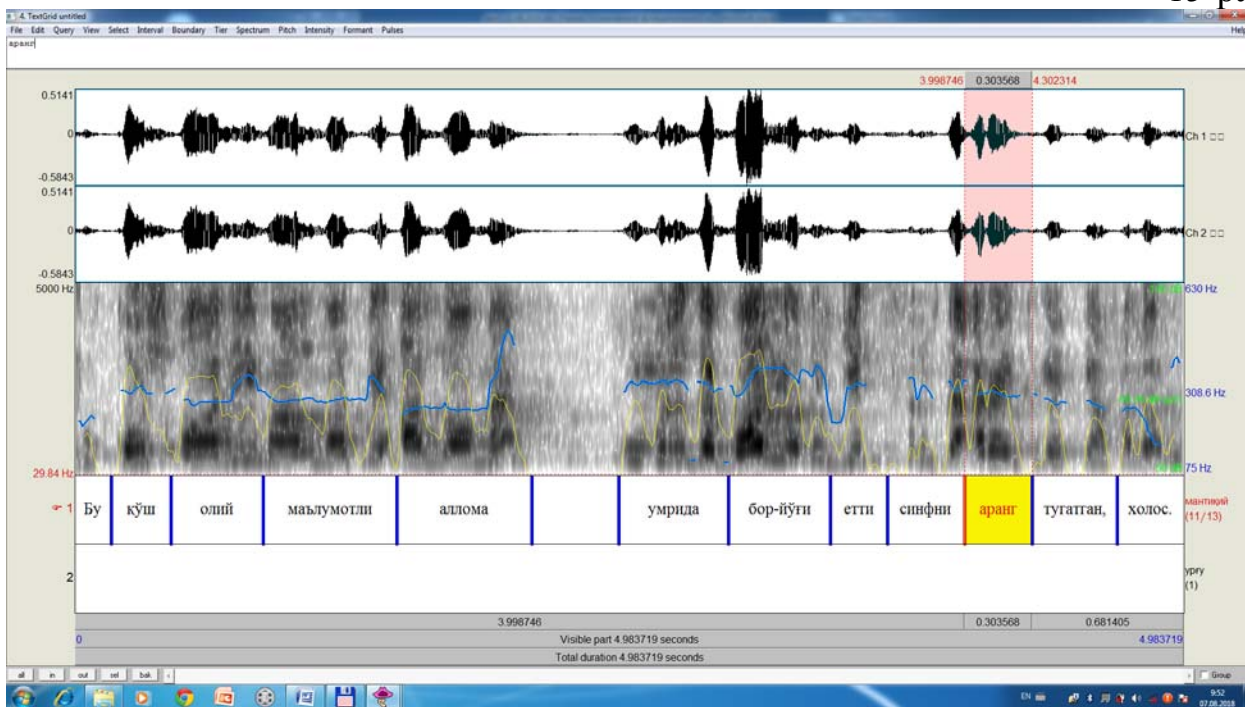 4. TextGrid untitled
File Edit Query View Select Interval Boundary Tier Spectrum Pitch Intensity Formant Pulses Help
аранг
3.998746 0.303568 4.302314
0.5141
0
-0.5843
Ch 1
0.5141
0
-0.5843
Ch 2
5000 Hz
630 Hz
308.6 Hz
29.84 Hz
75 Hz
1 Бу қўш олий маълумотли аллома умрида бор-йўғи етти синфни аранг тугатган, холос.
мантиқий
(11/13)
2
урғу
(1)
3.998746 0.303568 0.681405
0 Visible part 4.983719 seconds 4.983719
Total duration 4.983719 seconds
all in out sel bak Group
EN 9:52
07.08.2018